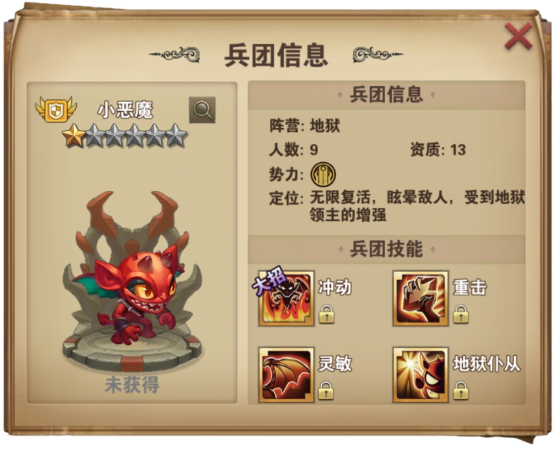 兵团信息
小恶魔
未获得
兵团信息
阵营: 地狱
人数: 9 资质: 13
势力:
定位: 无限复活，眩晕敌人，受到地狱
领主的增强
兵团技能
大招 冲动 重击
灵敏 地狱仆从